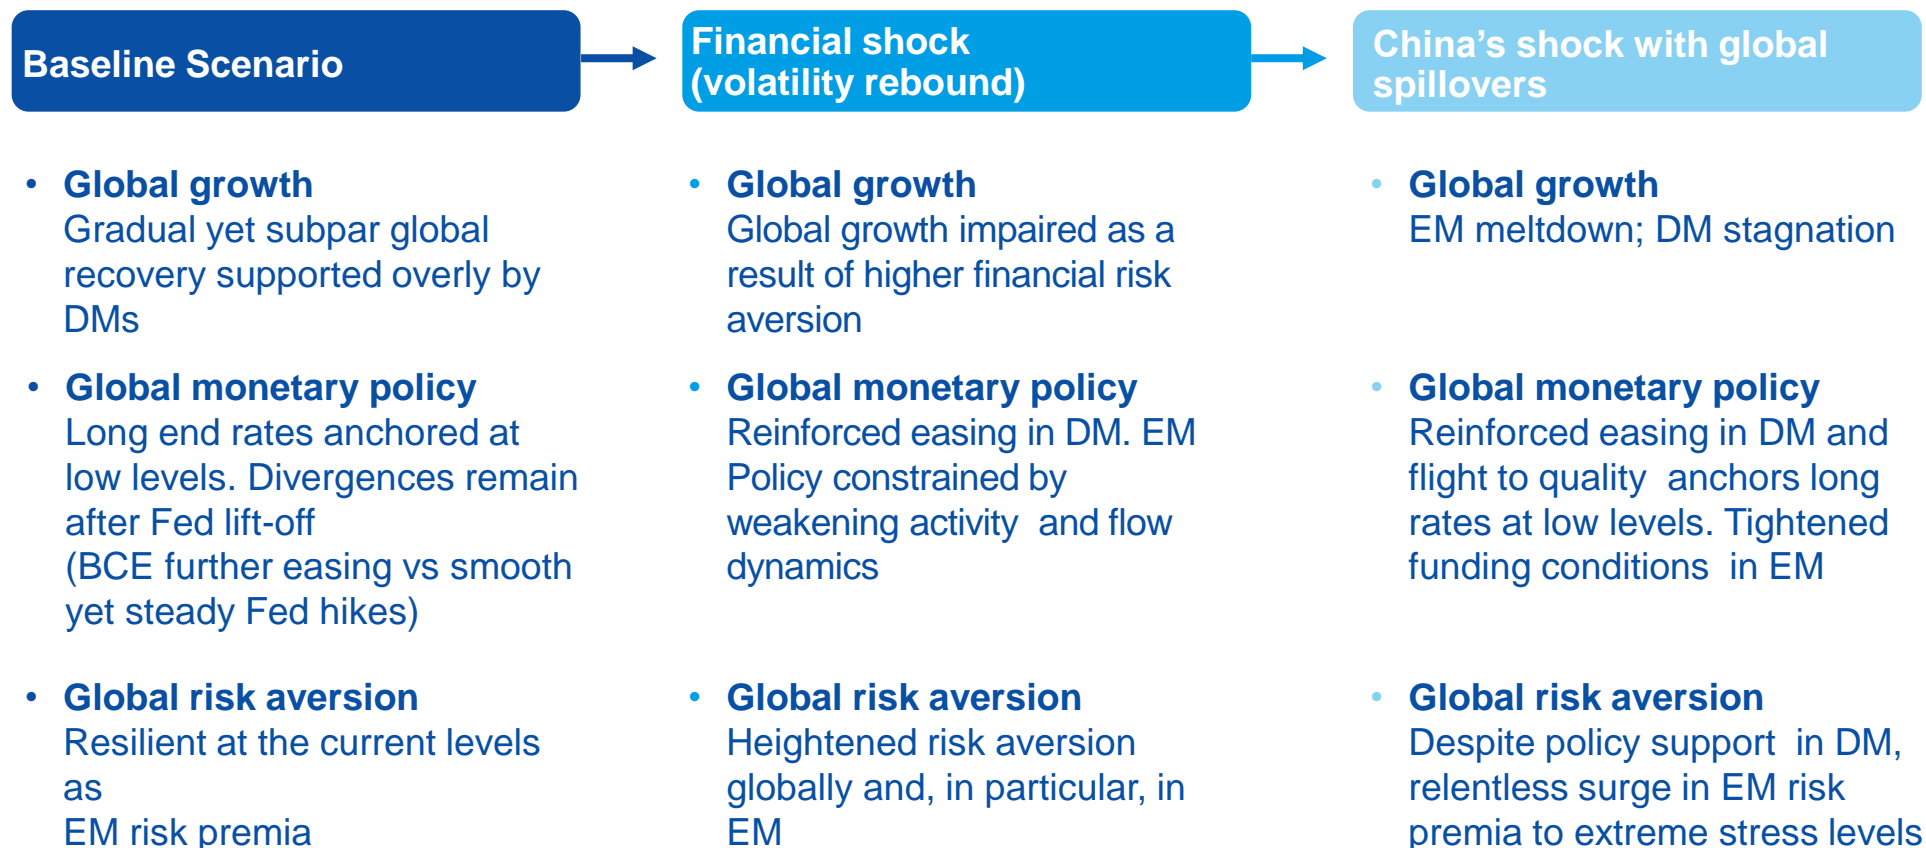 Baseline Scenario
Financial shock
(volatility rebound)
China's shock with global
spillovers
• Global growth
Gradual yet subpar global
recovery supported overly by
DMs
• Global monetary policy
Long end rates anchored at
low levels. Divergences remain
after Fed lift-off
(BCE further easing vs smooth
yet steady Fed hikes)
• Global risk aversion
Resilient at the current levels
as
EM risk premia
• Global growth
Global growth impaired as a
result of higher financial risk
aversion
• Global monetary policy
Reinforced easing in DM. EM
Policy constrained by
weakening activity and flow
dynamics
• Global risk aversion
Heightened risk aversion
globally and, in particular, in
EM
• Global growth
EM meltdown; DM stagnation
• Global monetary policy
Reinforced easing in DM and
flight to quality anchors long
rates at low levels. Tightened
funding conditions in EM
• Global risk aversion
Despite policy support in DM,
relentless surge in EM risk
premia to extreme stress levels